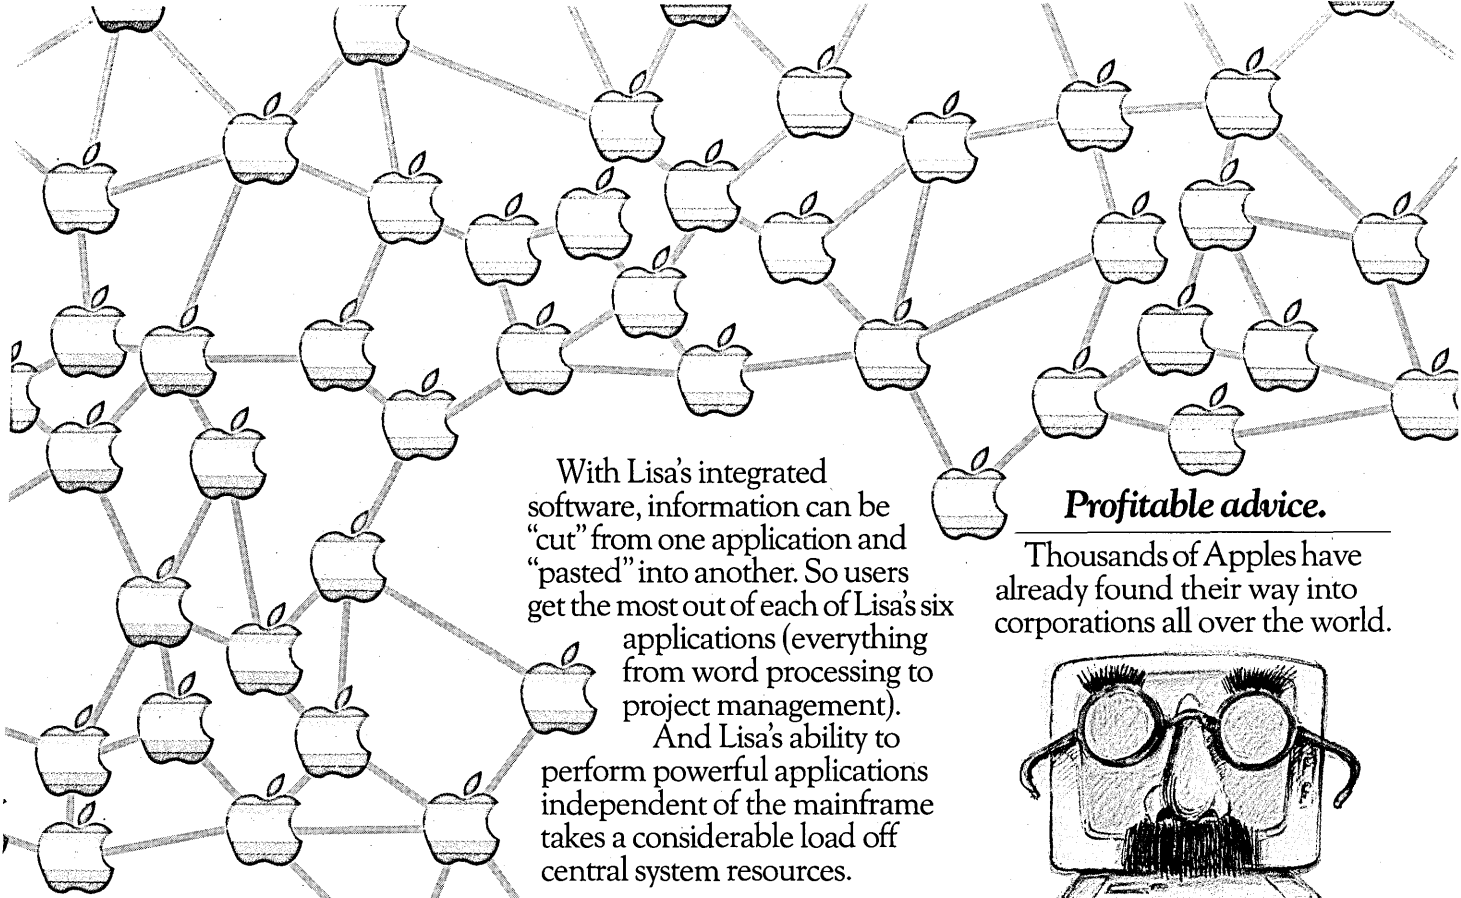 With Lisa's integrated
software, information can be
“cut” from one application and
“pasted” into another. So users
get the most out of each of Lisa's six
applications (everything
from word processing to
project management).
And Lisa's ability to
perform powerful applications
independent of the mainframe
takes a considerable load off
central system resources.
Profitable advice.
Thousands of Apples have
already found their way into
corporations all over the world.